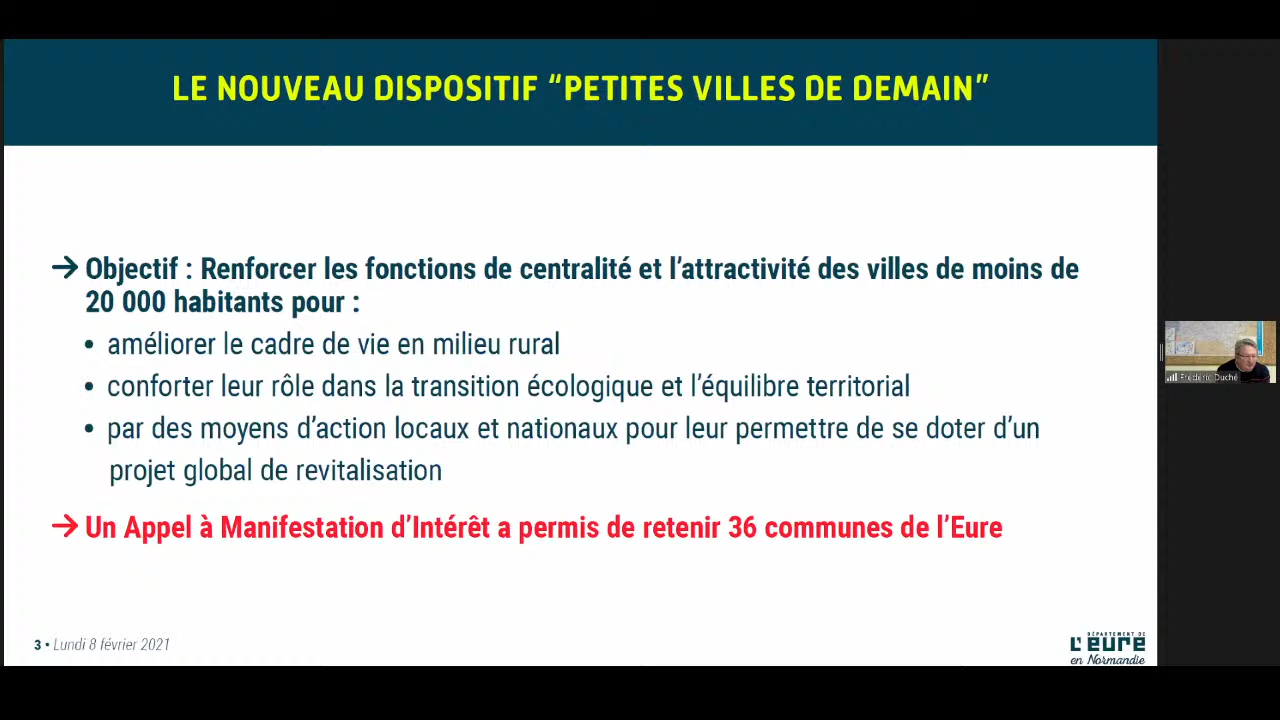 LE NOUVEAU DISPOSITIF “PETITES VILLES DE DEMAIN”
→ Objectif : Renforcer les fonctions de centralité et l’attractivité des villes de moins de
20 000 habitants pour :
• améliorer le cadre de vie en milieu rural
• conforter leur rôle dans la transition écologique et l’équilibre territorial
• par des moyens d’action locaux et nationaux pour leur permettre de se doter d’un
projet global de revitalisation
→ Un Appel à Manifestation d’Intérêt a permis de retenir 36 communes de l’Eure
Frédéric Duché
3 • Lundi 8 février 2021
DÉPARTEMENT DE
L’EURE
en Normandie